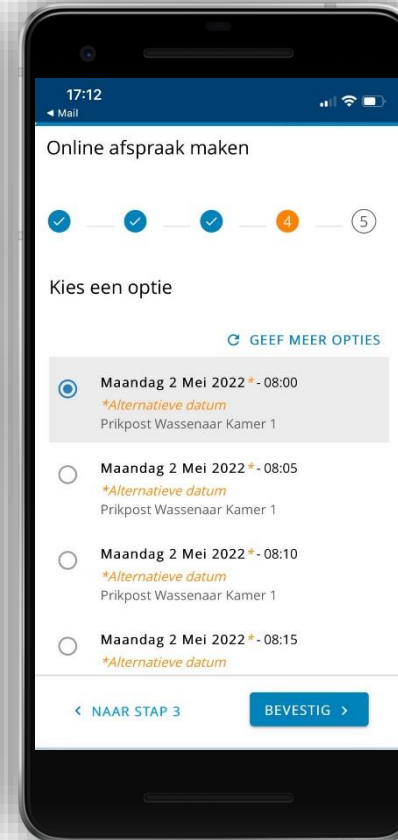 17:12
◄ Mail
Online afspraak maken
4
5
Kies een optie
GEEF MEER OPTIES
Maandag 2 Mei 2022*- 08:00
*Alternatieve datum
Prikpost Wassenaar Kamer 1
Maandag 2 Mei 2022*- 08:05
*Alternatieve datum
Prikpost Wassenaar Kamer 1
Maandag 2 Mei 2022*- 08:10
*Alternatieve datum
Prikpost Wassenaar Kamer 1
Maandag 2 Mei 2022*- 08:15
*Alternatieve datum
< NAAR STAP 3
BEVESTIG >